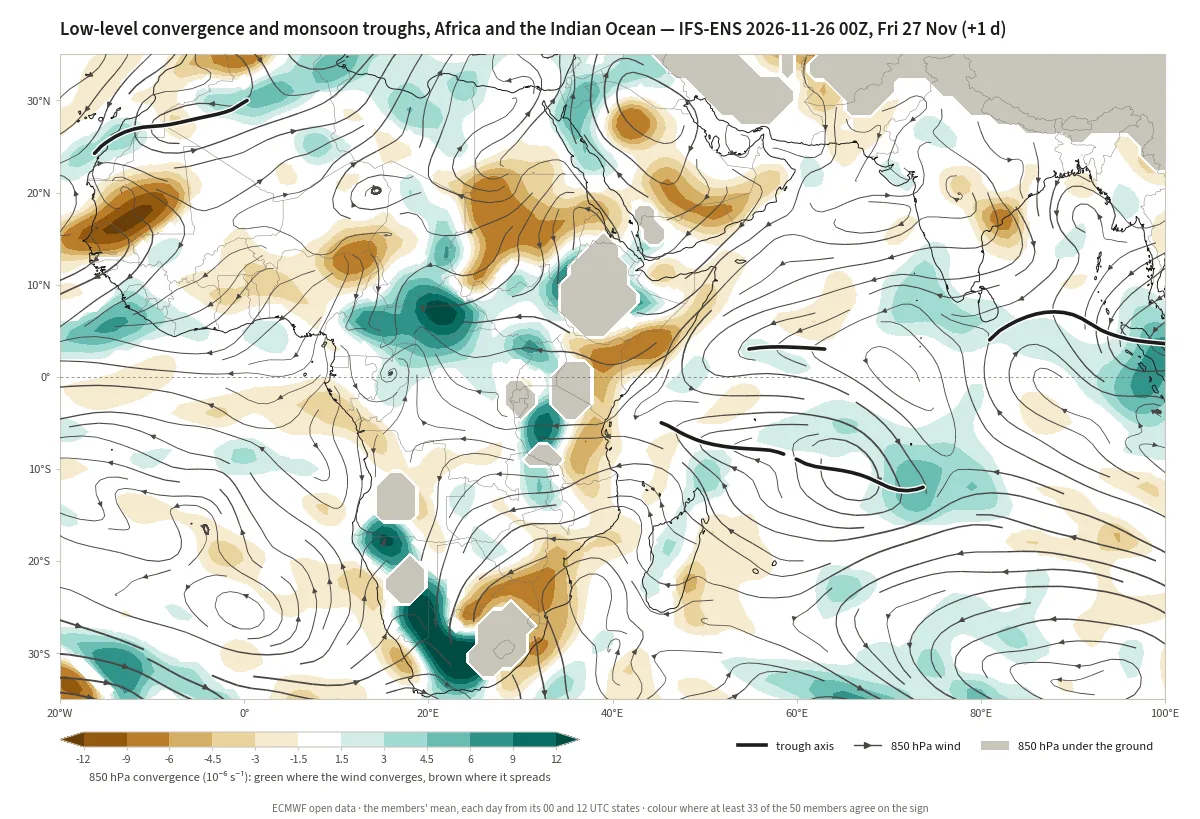 Low-level convergence and monsoon troughs, Africa and the Indian Ocean — IFS-ENS 2026-11-26 00Z, Fri 27 Nov (+1 d)
30°N
20°N
10°N
0°
10°S
20°S
30°S
20°W 0° 20°E 40°E 60°E 80°E 100°E
-12 -9 -6 -4.5 -3 -1.5 1.5 3 4.5 6 9 12
850 hPa convergence (10⁻⁶ s⁻¹): green where the wind converges, brown where it spreads
trough axis 850 hPa wind 850 hPa under the ground
ECMWF open data · the members' mean, each day from its 00 and 12 UTC states · colour where at least 33 of the 50 members agree on the sign